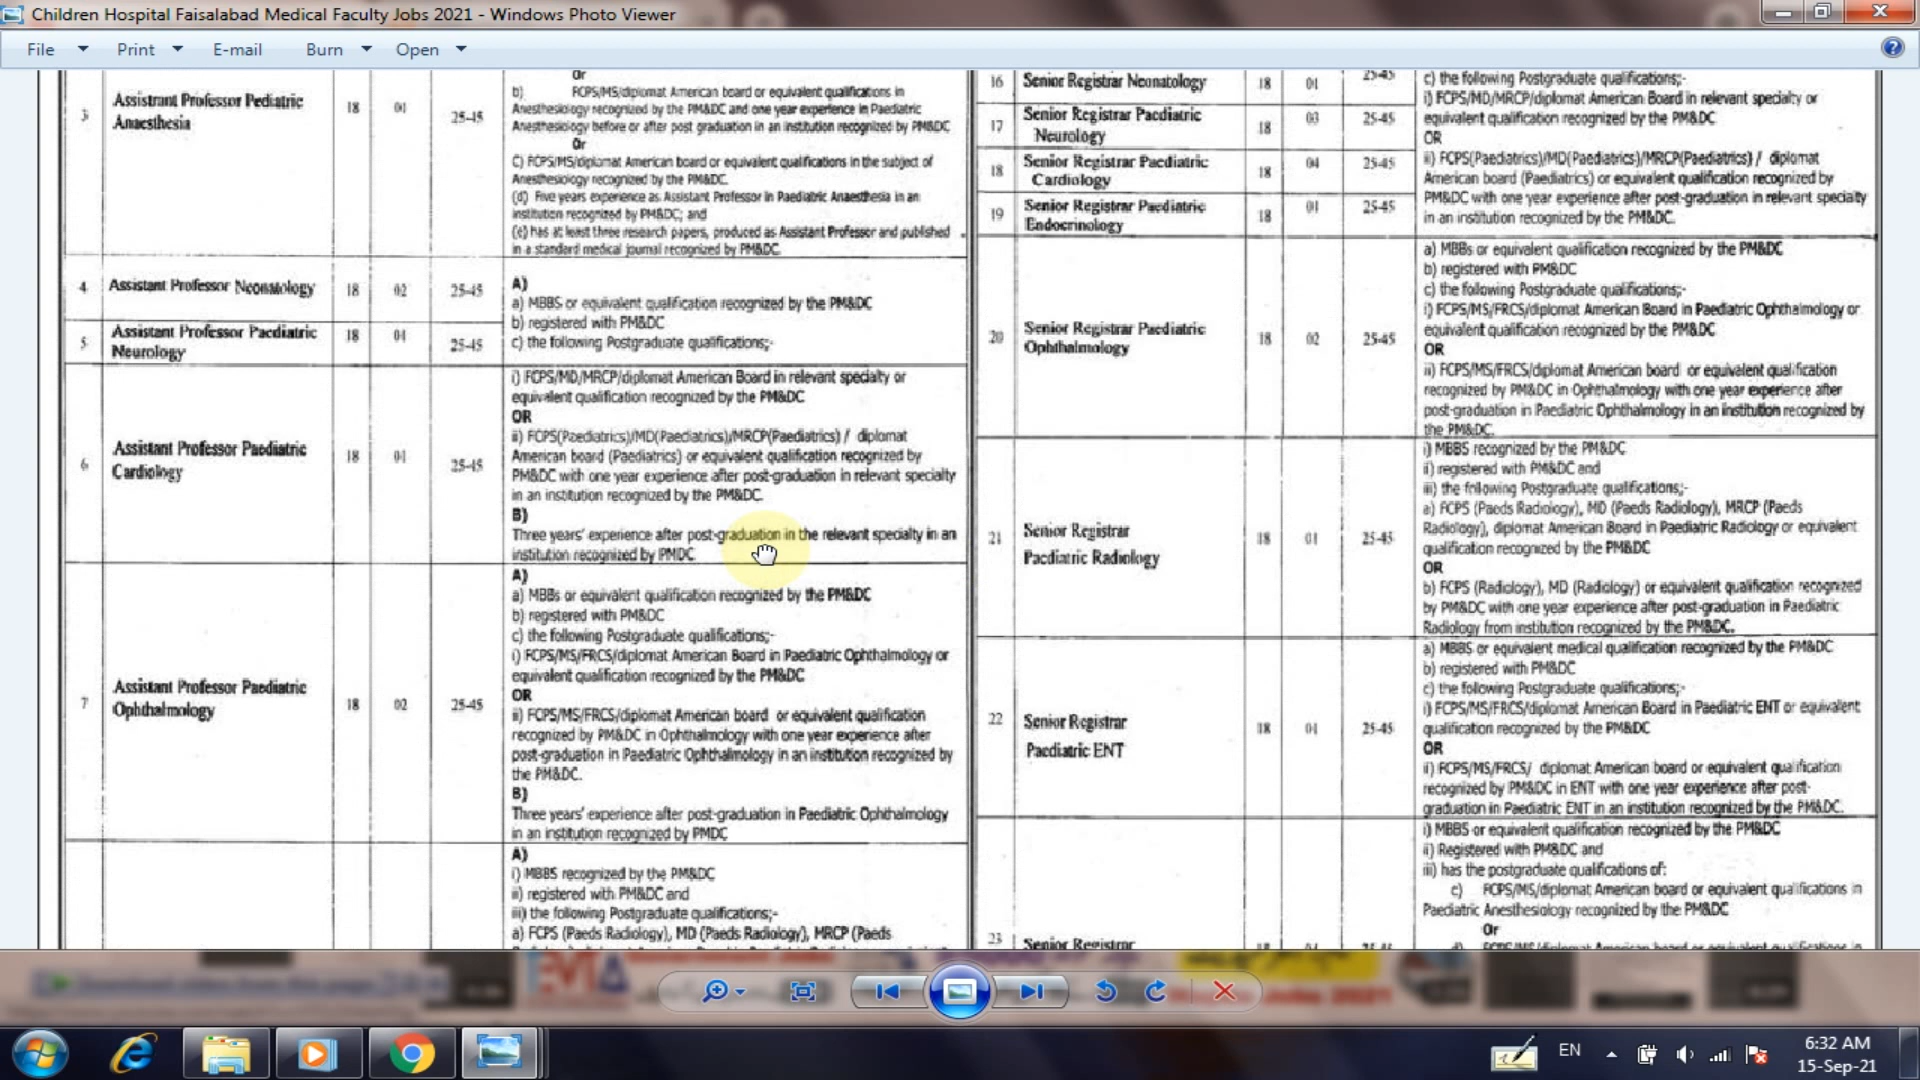 Children Hospital Faisalabad Medical Faculty Jobs 2021 - Windows Photo Viewer
File Print E-mail Burn Open
3 Assistrant Professor Pediatric Anaesthesia 18 01 25-45
Or
b) FCPS/MS/diplomat American board or equivalent qualifications in
Anesthesiology recognized by the PM&DC and one year experience in Paediatric
Anesthesiology before or after post graduation in an institution recognized by PM&DC
Or
C) FCPS/MS/diplomat American board or equivalent qualifications in the subject of
Anesthesiology recognized by the PM&DC.
(d) Five years experience as Assistant Professor in Paediatric Anaesthesia in an
institution recognized by PM&DC; and
(e) has at least three research papers, produced as Assistant Professor and published
in a standard medical journal recognized by PM&DC.
4 Assistant Professor Neonatology 18 02 25-45
5 Assistant Professor Paediatric Neurology 18 01 25-45
A)
a) MBBS or equivalent qualification recognized by the PM&DC
b) registered with PM&DC
c) the following Postgraduate qualifications;-
6 Assistant Professor Paediatric Cardiology 18 01 25-45
i) FCPS/MD/MRCP/diplomat American Board in relevant specialty or
equivalent qualification recognized by the PM&DC
OR
ii) FCPS(Paediatrics)/MD(Paediatrics)/MRCP(Paediatrics) / diplomat
American board (Paediatrics) or equivalent qualification recognized by
PM&DC with one year experience after post-graduation in relevant specialty
in an institution recognized by the PM&DC.
B)
Three years' experience after post-graduation in the relevant specialty in an
institution recognized by PMDC
7 Assistant Professor Paediatric Ophthalmology 18 02 25-45
A)
a) MBBs or equivalent qualification recognized by the PM&DC
b) registered with PM&DC
c) the following Postgraduate qualifications;-
i) FCPS/MS/FRCS/diplomat American Board in Paediatric Ophthalmology or
equivalent qualification recognized by the PM&DC
OR
ii) FCPS/MS/FRCS/diplomat American board or equivalent qualification
recognized by PM&DC in Ophthalmology with one year experience after
post-graduation in Paediatric Ophthalmology in an institution recognized by
the PM&DC.
B)
Three years' experience after post-graduation in Paediatric Ophthalmology
in an institution recognized by PMDC
A)
i) MBBS recognized by the PM&DC
ii) registered with PM&DC and
iii) the following Postgraduate qualifications;-
a) FCPS (Paeds Radiology), MD (Paeds Radiology), MRCP (Paeds
16 Senior Registrar Neonatology 18 01 25-45
17 Senior Registrar Paediatric Neurology 18 03 25-45
18 Senior Registrar Paediatric Cardiology 18 04 25-45
19 Senior Registrar Paediatric Endocrinology 18 01 25-45
c) the following Postgraduate qualifications;-
i) FCPS/MD/MRCP/diplomat American Board in relevant specialty or
equivalent qualification recognized by the PM&DC
OR
ii) FCPS(Paediatrics)/MD(Paediatrics)/MRCP(Paediatrics) / diplomat
American board (Paediatrics) or equivalent qualification recognized by
PM&DC with one year experience after post-graduation in relevant specialty
in an institution recognized by the PM&DC.
20 Senior Registrar Paediatric Ophthalmology 18 02 25-45
a) MBBs or equivalent qualification recognized by the PM&DC
b) registered with PM&DC
c) the following Postgraduate qualifications;-
i) FCPS/MS/FRCS/diplomat American Board in Paediatric Ophthalmology or
equivalent qualification recognized by the PM&DC
OR
ii) FCPS/MS/FRCS/diplomat American board or equivalent qualification
recognized by PM&DC in Ophthalmology with one year experience after
post-graduation in Paediatric Ophthalmology in an institution recognized by
the PM&DC.
21 Senior Registrar Paediatric Radiology 18 01 25-45
i) MBBS recognized by the PM&DC
ii) registered with PM&DC and
iii) the following Postgraduate qualifications;-
a) FCPS (Paeds Radiology), MD (Paeds Radiology), MRCP (Paeds
Radiology), diplomat American Board in Paediatric Radiology or equivalent
qualification recognized by the PM&DC
OR
b) FCPS (Radiology), MD (Radiology) or equivalent qualification recognized
by PM&DC with one year experience after post-graduation in Paediatric
Radiology from institution recognized by the PM&DC.
22 Senior Registrar Paediatric ENT 18 01 25-45
a) MBBS or equivalent medical qualification recognized by the PM&DC
b) registered with PM&DC
c) the following Postgraduate qualifications;-
i) FCPS/MS/FRCS/diplomat American Board in Paediatric ENT or equivalent
qualification recognized by the PM&DC
OR
ii) FCPS/MS/FRCS/ diplomat American board or equivalent qualification
recognized by PM&DC in ENT with one year experience after post-
graduation in Paediatric ENT in an institution recognized by the PM&DC.
23 Senior Registrar 18
i) MBBS or equivalent qualification recognized by the PM&DC
ii) Registered with PM&DC and
iii) has the postgraduate qualifications of:
c) FCPS/MS/diplomat American board or equivalent qualifications in
Paediatric Anesthesiology recognized by the PM&DC
Or
d) FCPS/MS/diplomat American board or equivalent qualifications in
EN
6:32 AM
15-Sep-21